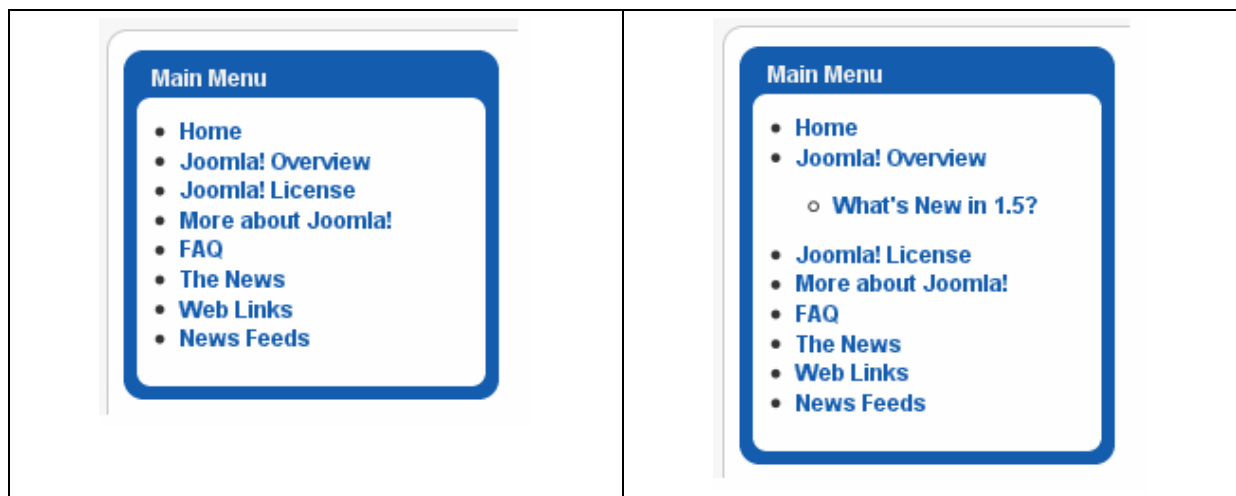 Main Menu
Home
Joomla! Overview
Joomla! License
More about Joomla!
FAQ
The News
Web Links
News Feeds
Main Menu
Home
Joomla! Overview
What's New in 1.5?
Joomla! License
More about Joomla!
FAQ
The News
Web Links
News Feeds